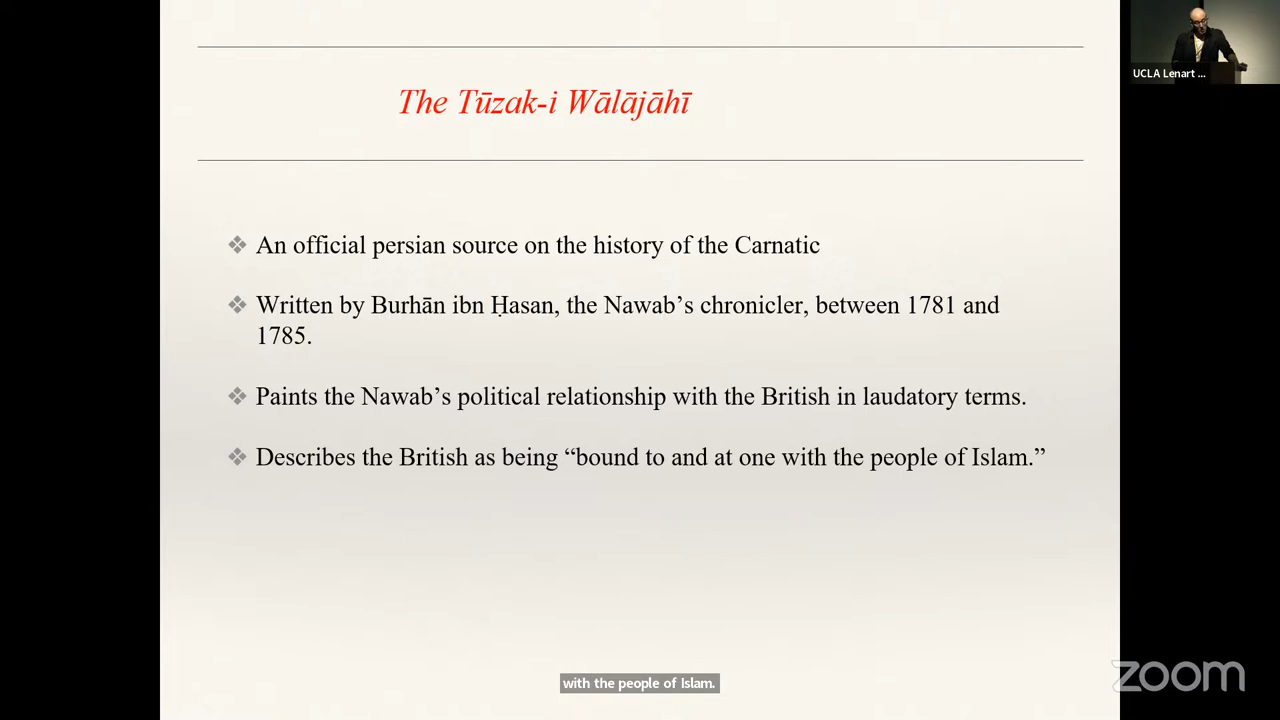 UCLA Lenart ...
The Tūzak-i Wālājāhī
❖ An official persian source on the history of the Carnatic
❖ Written by Burhān ibn Ḥasan, the Nawab’s chronicler, between 1781 and
1785.
❖ Paints the Nawab’s political relationship with the British in laudatory terms.
❖ Describes the British as being “bound to and at one with the people of Islam.”
with the people of Islam.
zoom